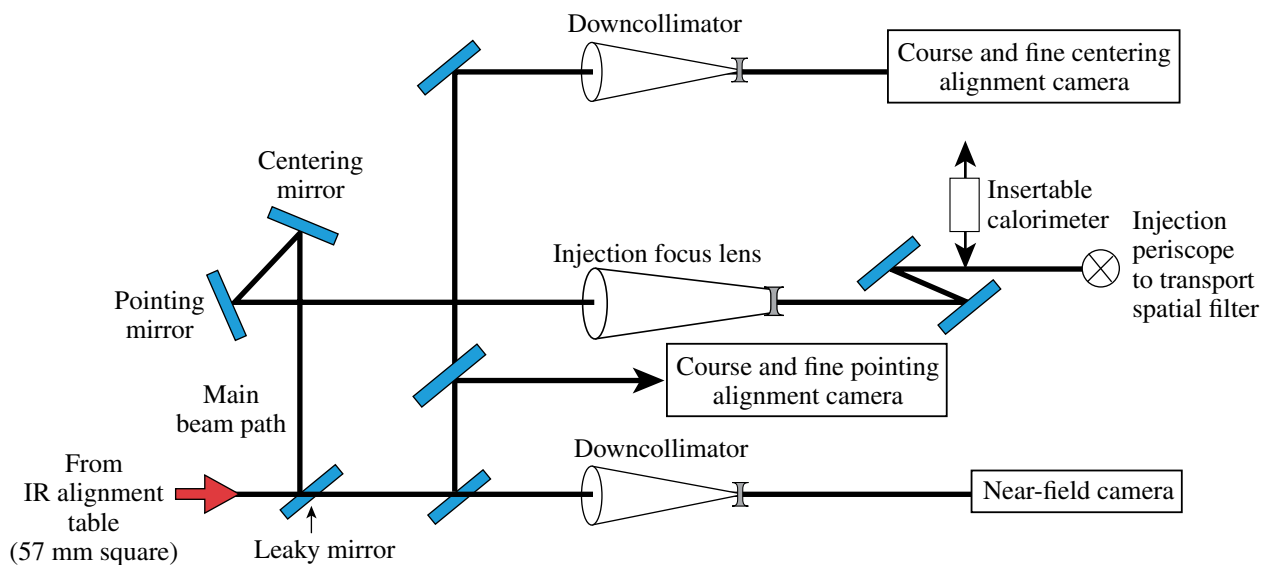 Downcollimator
Course and fine centering
alignment camera
Centering
mirror
Insertable
calorimeter
Injection
periscope
to transport
spatial filter
Injection focus lens
Pointing
mirror
Course and fine pointing
alignment camera
Main
beam path
Downcollimator
From
IR alignment
table
(57 mm square)
Near-field camera
Leaky mirror